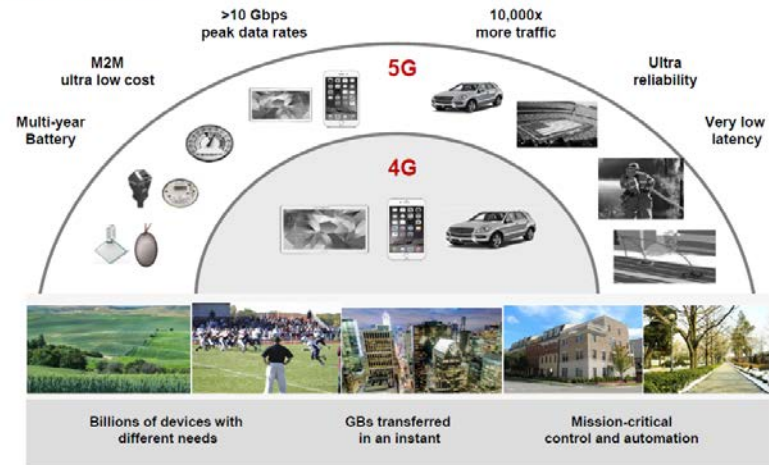 >10 Gbps
peak data rates
10,000x
more traffic
M2M
ultra low cost
5G
Ultra
reliability
Multi-year
Battery
Very low
latency
4G
Billions of devices with
different needs
GBs transferred
in an instant
Mission-critical
control and automation